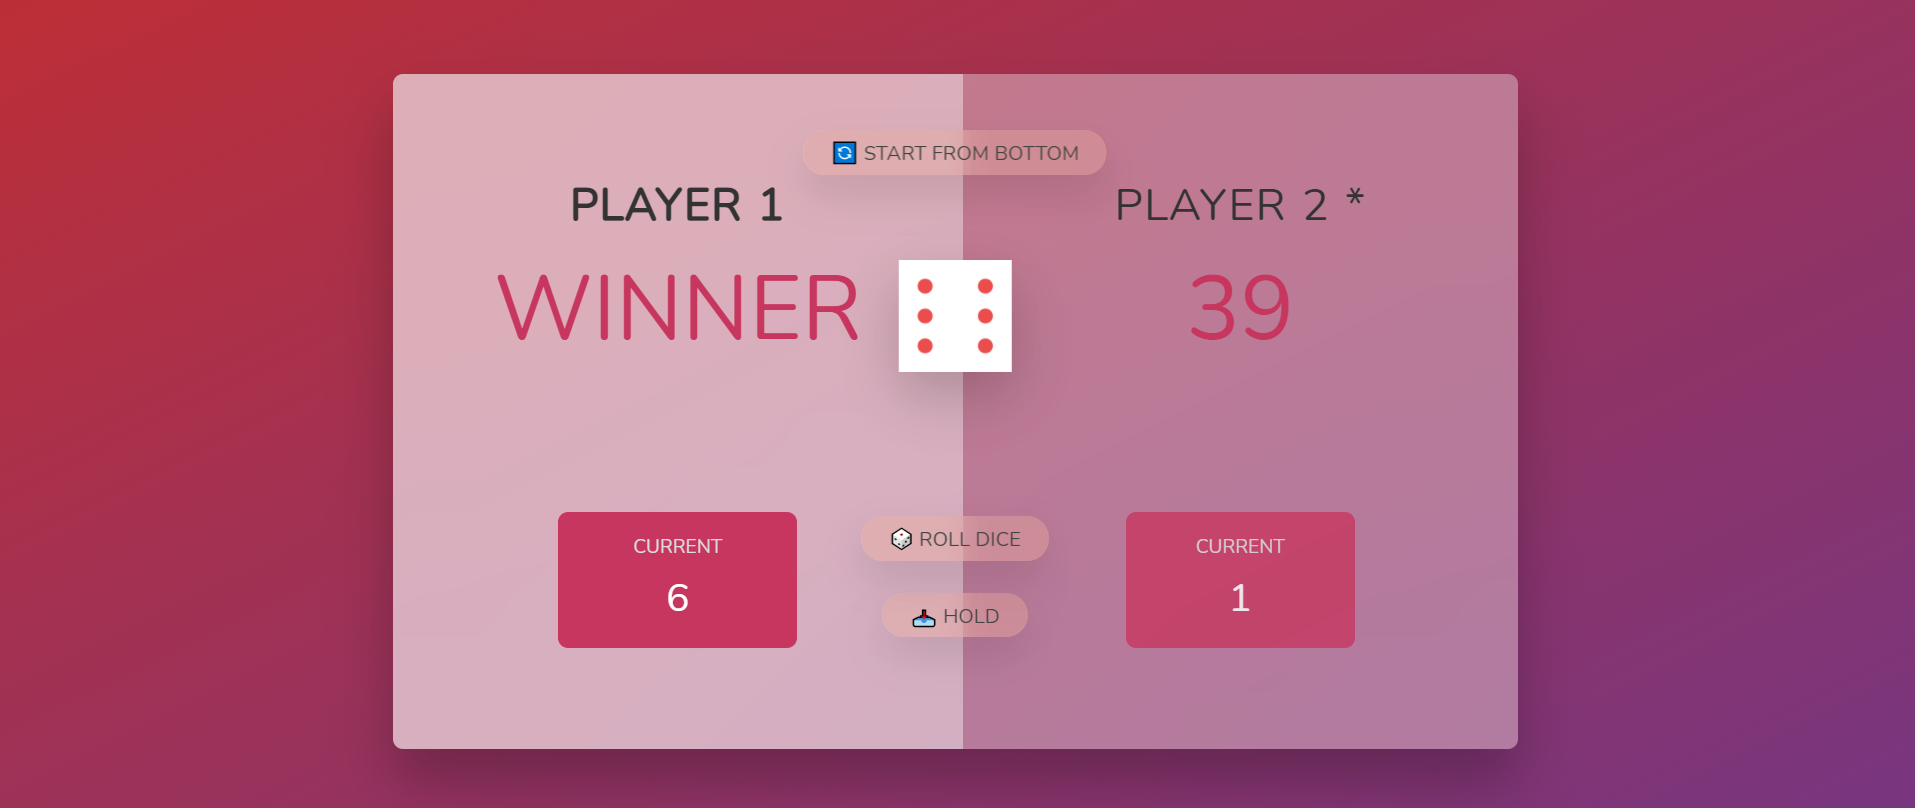 START FROM BOTTOM
PLAYER 1
WINNER
PLAYER 2 *
39
CURRENT
6
ROLL DICE
HOLD
CURRENT
1